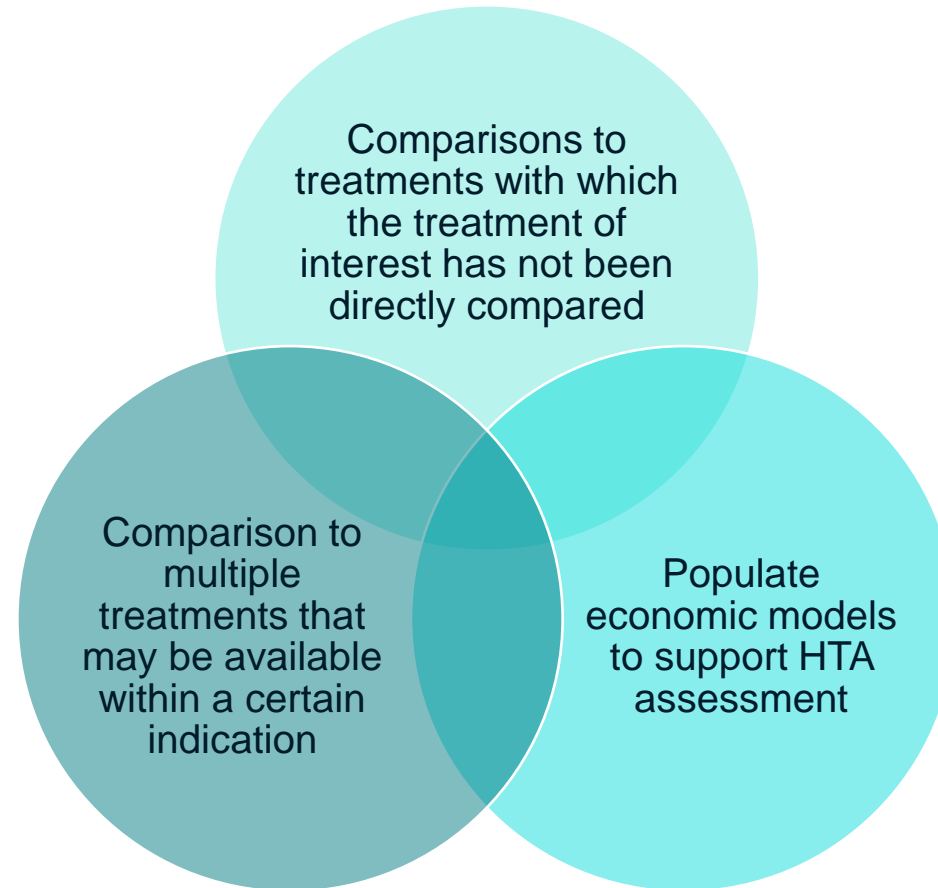 Comparisons to
treatments with which
the treatment of
interest has not been
directly compared
Comparison to
multiple
treatments that
may be available
within a certain
indication
Populate
economic models
to support HTA
assessment